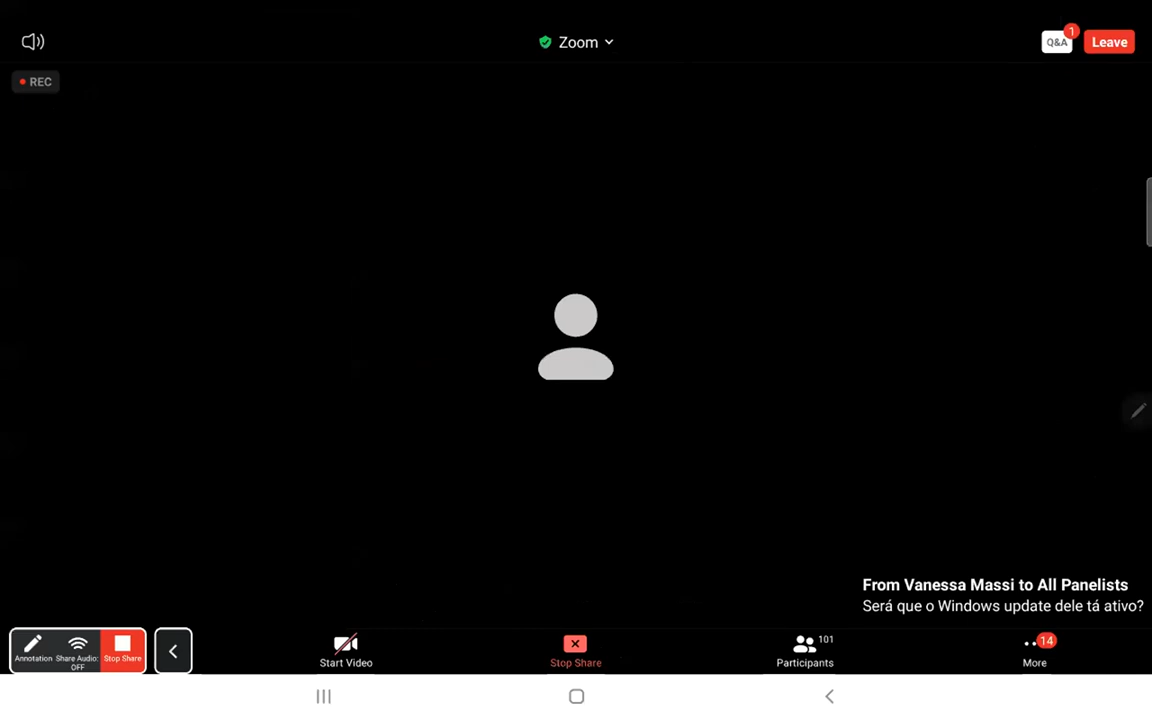 Zoom
Q&A
1
Leave
REC
From Vanessa Massi to All Panelists
Será que o Windows update dele tá ativo?
Annotation
Share Audio:
OFF
Stop Share
Start Video
Stop Share
101
Participants
14
More